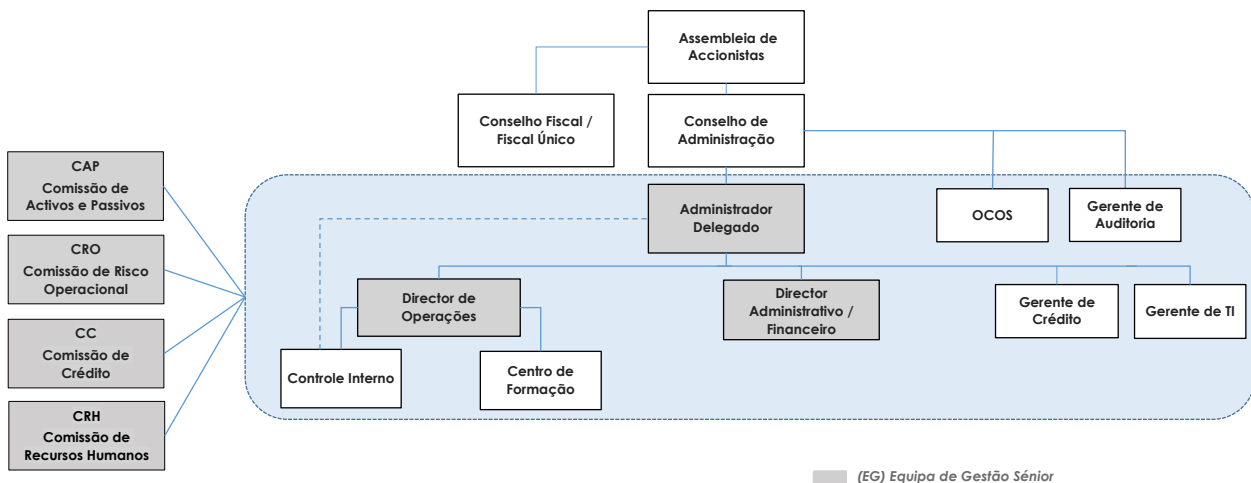 Assembleia de
Accionistas
Conselho Fiscal /
Fiscal Único
Conselho de
Administração
CAP
Comissão de
Activos e Passivos
CRO
Comissão de Risco
Operacional
CC
Comissão de
Crédito
CRH
Comissão de
Recursos Humanos
Administrador
Delegado
OCOS
Gerente de
Auditoria
Director de
Operações
Director
Administrativo /
Financeiro
Gerente de
Crédito
Gerente de TI
Controle Interno
Centro de
Formação
(EG) Equipa de Gestão Sénior